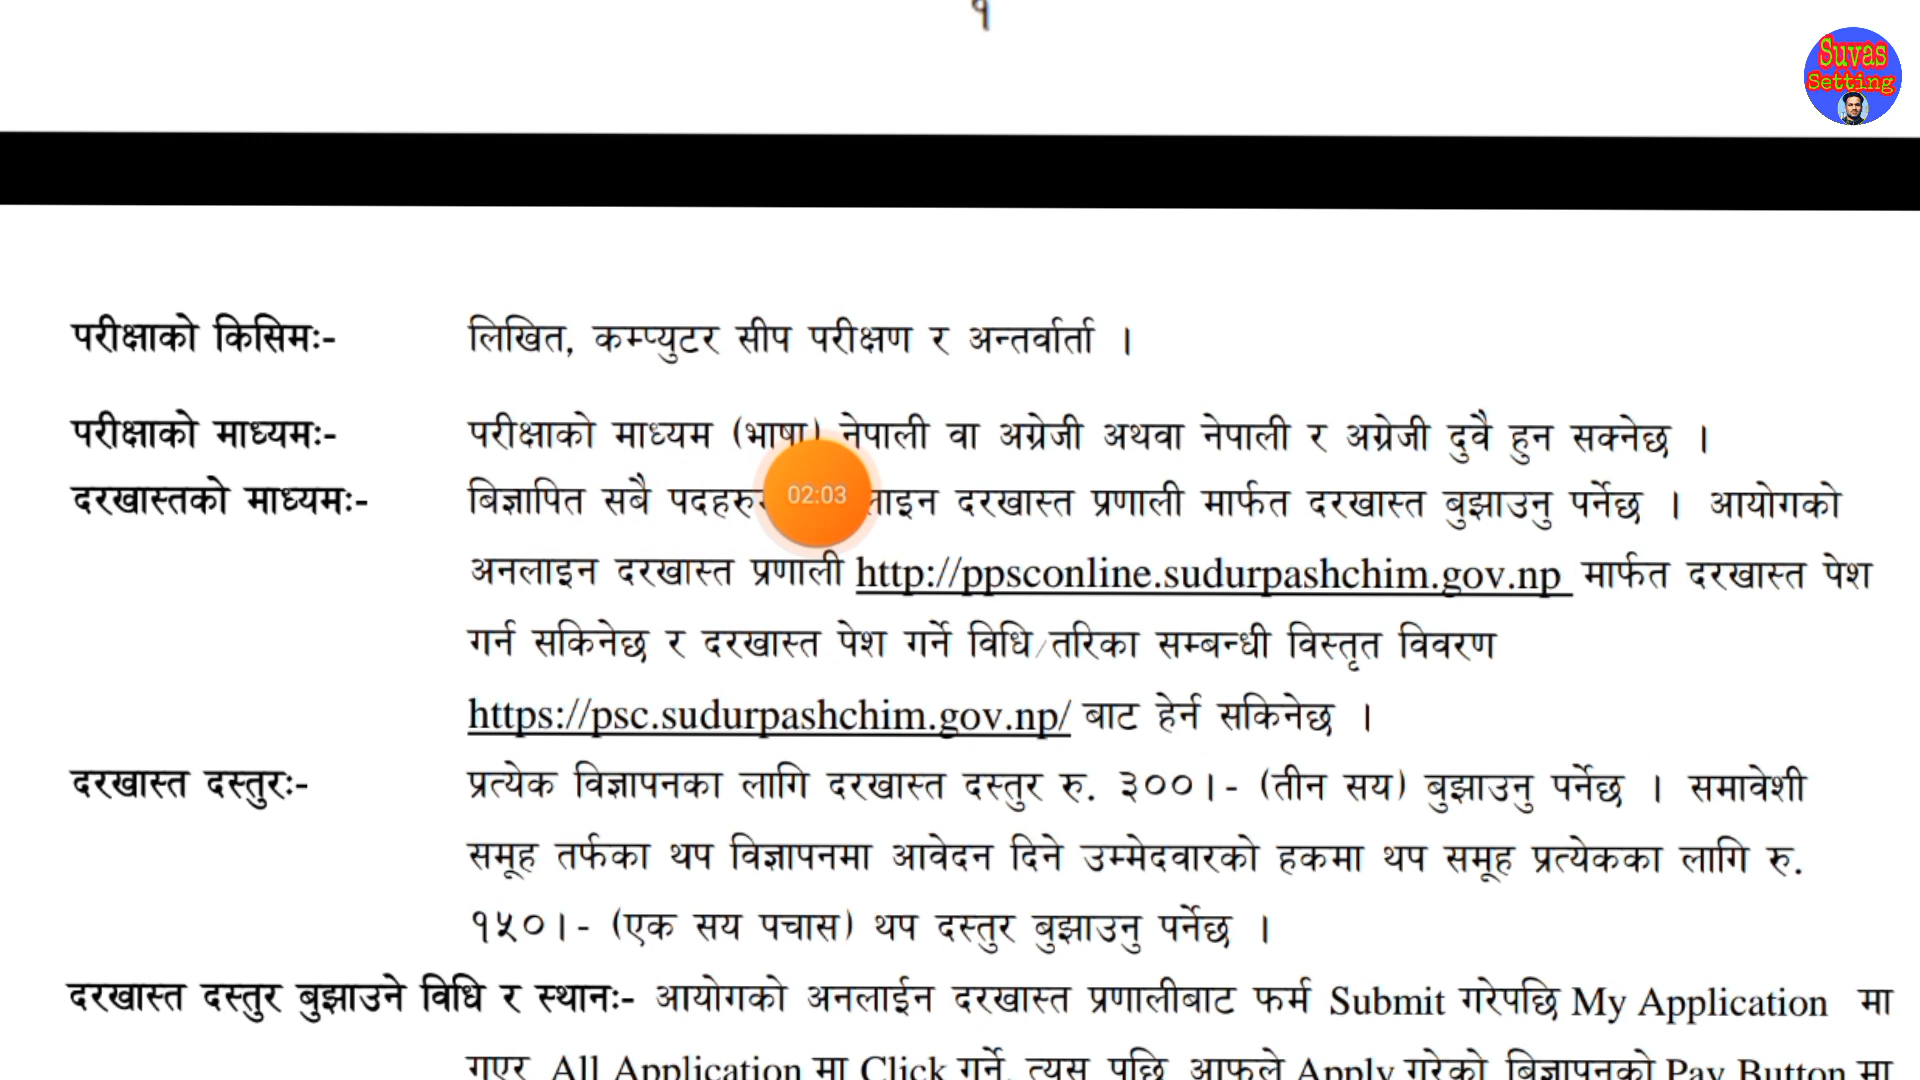 १
Suvas
Setting
परीक्षाको किसिमः- लिखित, कम्प्युटर सीप परीक्षण र अन्तर्वार्ता ।
परीक्षाको माध्यमः- परीक्षाको माध्यम (भाषा) नेपाली वा अग्रेजी अथवा नेपाली र अग्रेजी दुवै हुन सक्नेछ ।
02:03
दरखास्तको माध्यमः- बिज्ञापित सबै पदहरु लाइन दरखास्त प्रणाली मार्फत दरखास्त बुझाउनु पर्नेछ । आयोगको
अनलाइन दरखास्त प्रणाली http://ppsconline.sudurpashchim.gov.np मार्फत दरखास्त पेश
गर्न सकिनेछ र दरखास्त पेश गर्ने विधि/तरिका सम्बन्धी विस्तृत विवरण
https://psc.sudurpashchim.gov.np/ बाट हेर्न सकिनेछ ।
दरखास्त दस्तुरः- प्रत्येक विज्ञापनका लागि दरखास्त दस्तुर रु. ३००।- (तीन सय) बुझाउनु पर्नेछ । समावेशी
समूह तर्फका थप विज्ञापनमा आवेदन दिने उम्मेदवारको हकमा थप समूह प्रत्येकका लागि रु.
१५०।- (एक सय पचास) थप दस्तुर बुझाउनु पर्नेछ ।
दरखास्त दस्तुर बुझाउने विधि र स्थानः- आयोगको अनलाईन दरखास्त प्रणालीबाट फर्म Submit गरेपछि My Application मा
गएर All Application मा Click गर्ने, त्यस पछि आफूले Apply गरेको बिज्ञापनको Pay Button मा